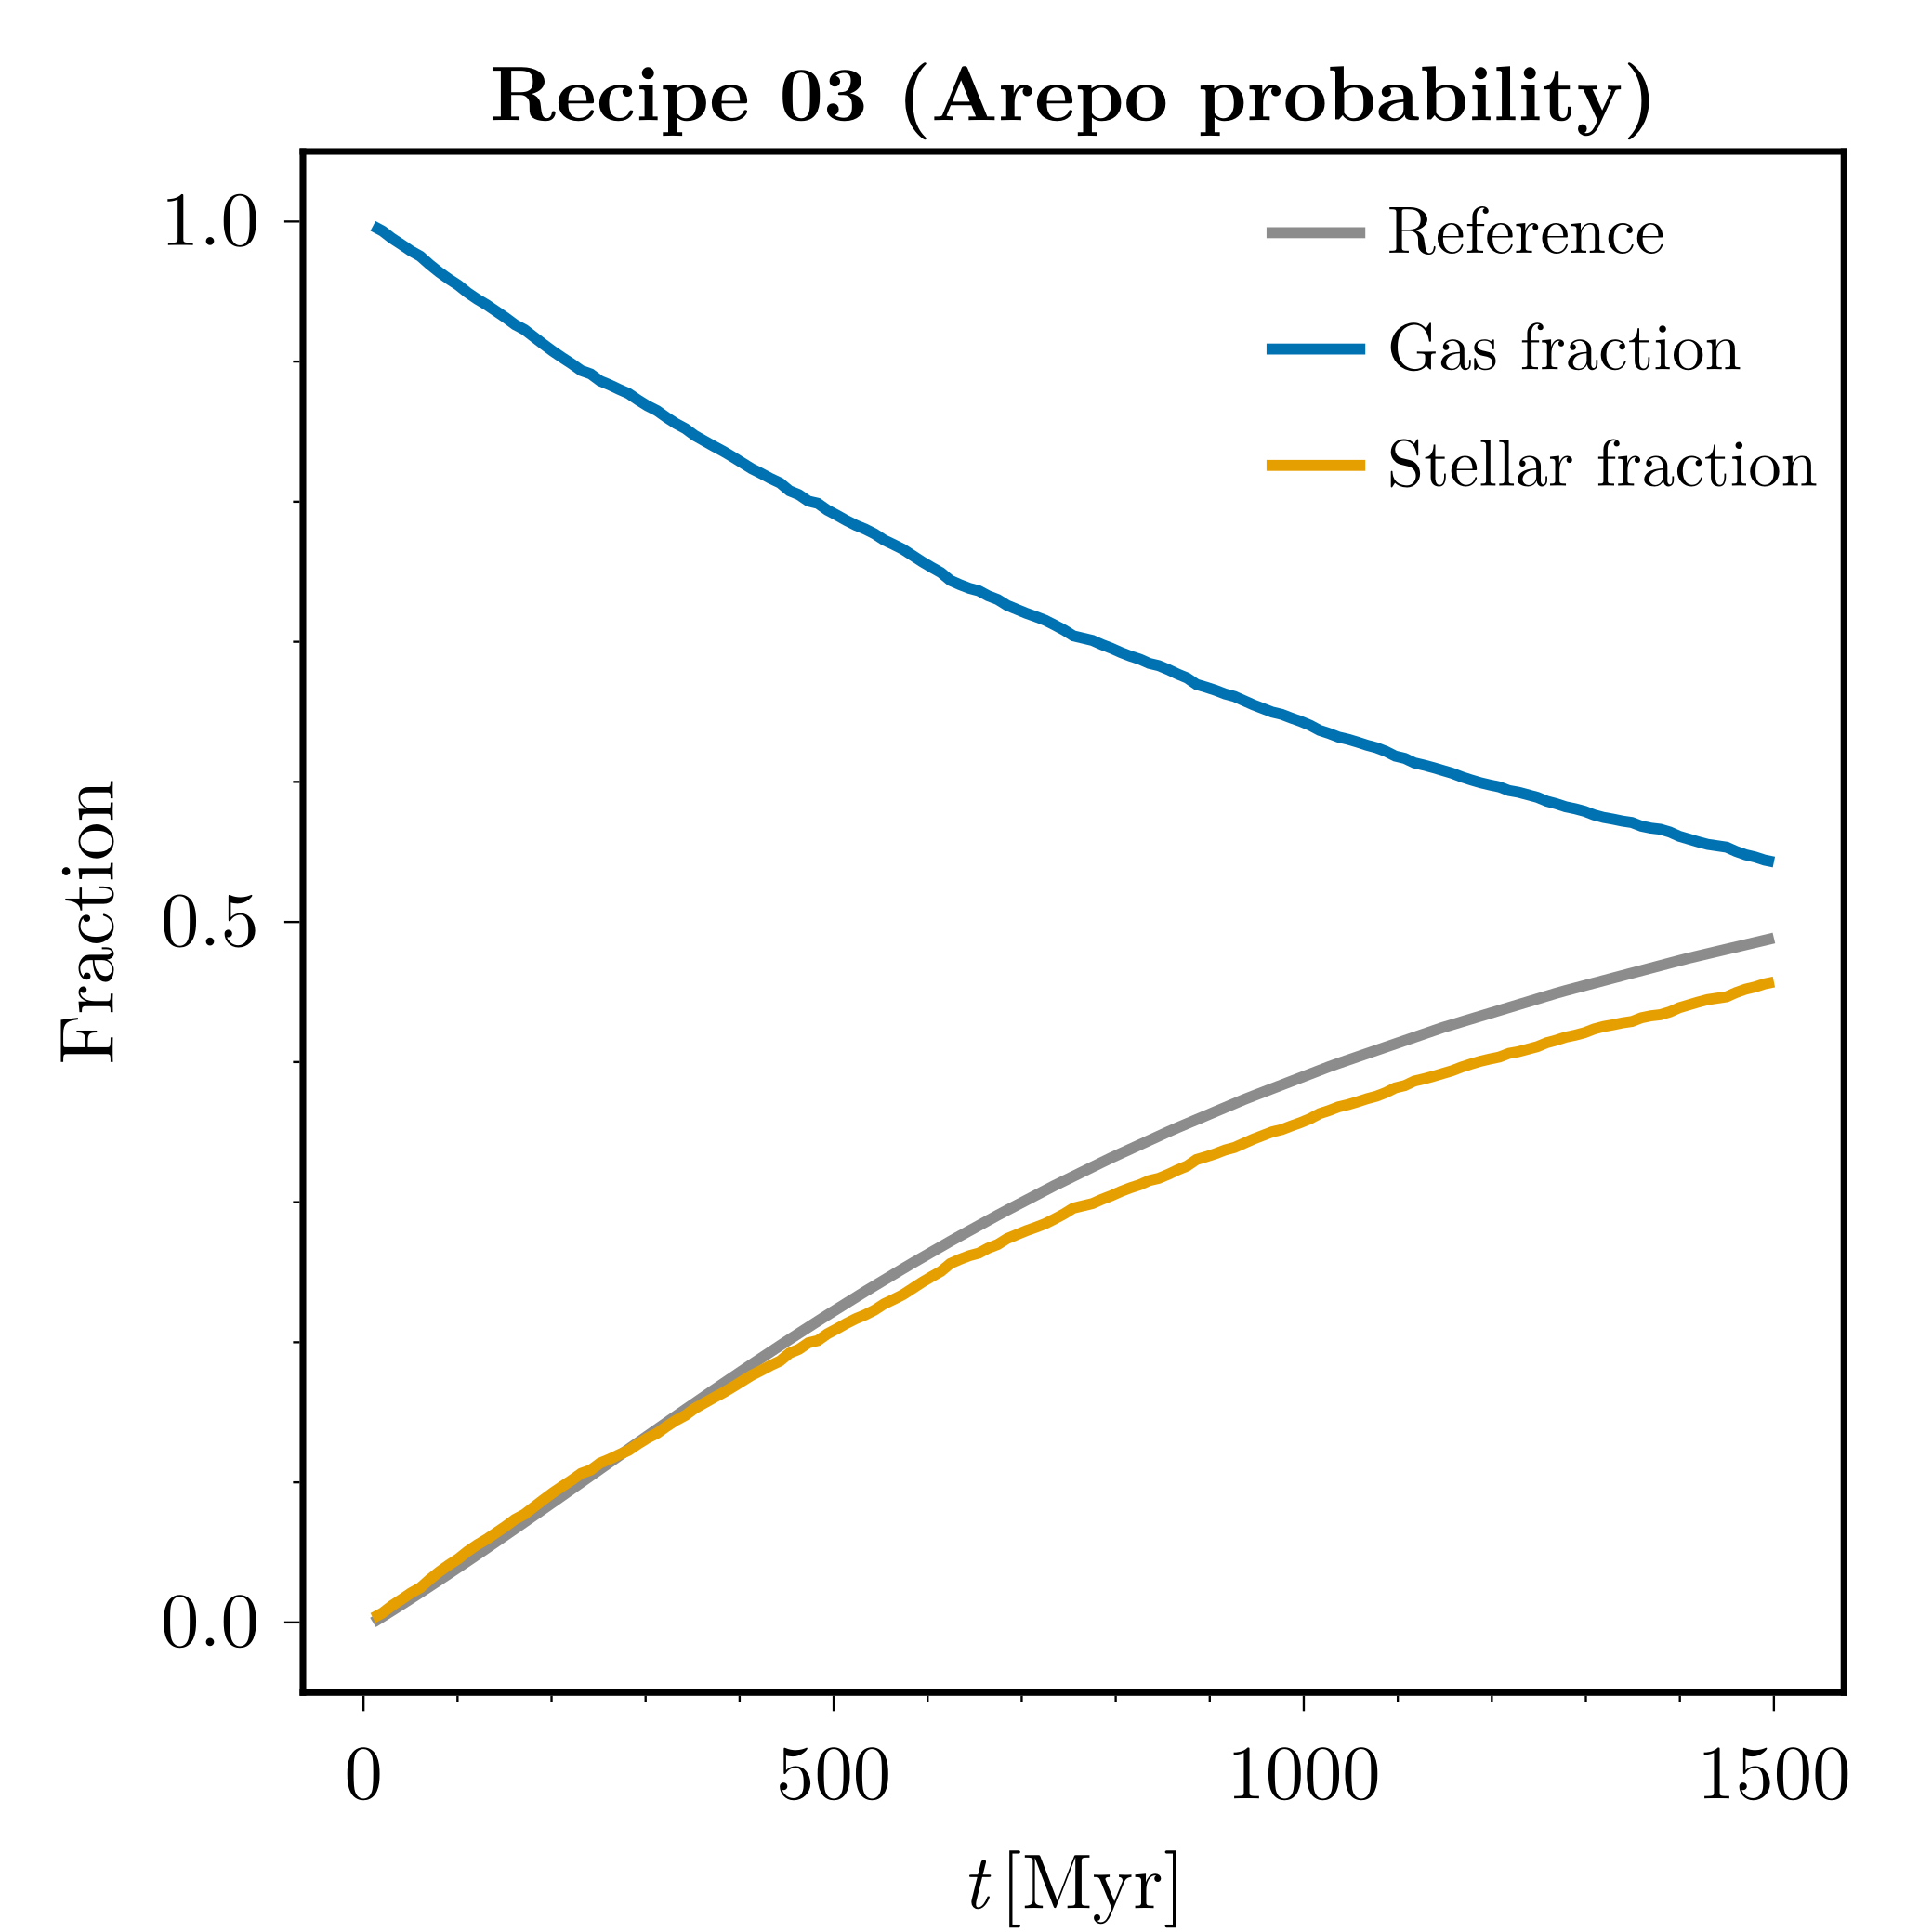 Recipe 03 (Arepo probability)
1.0
Reference
Gas fraction
Stellar fraction
Fraction
0.5
0.0
0 500 1000 1500
t [Myr]